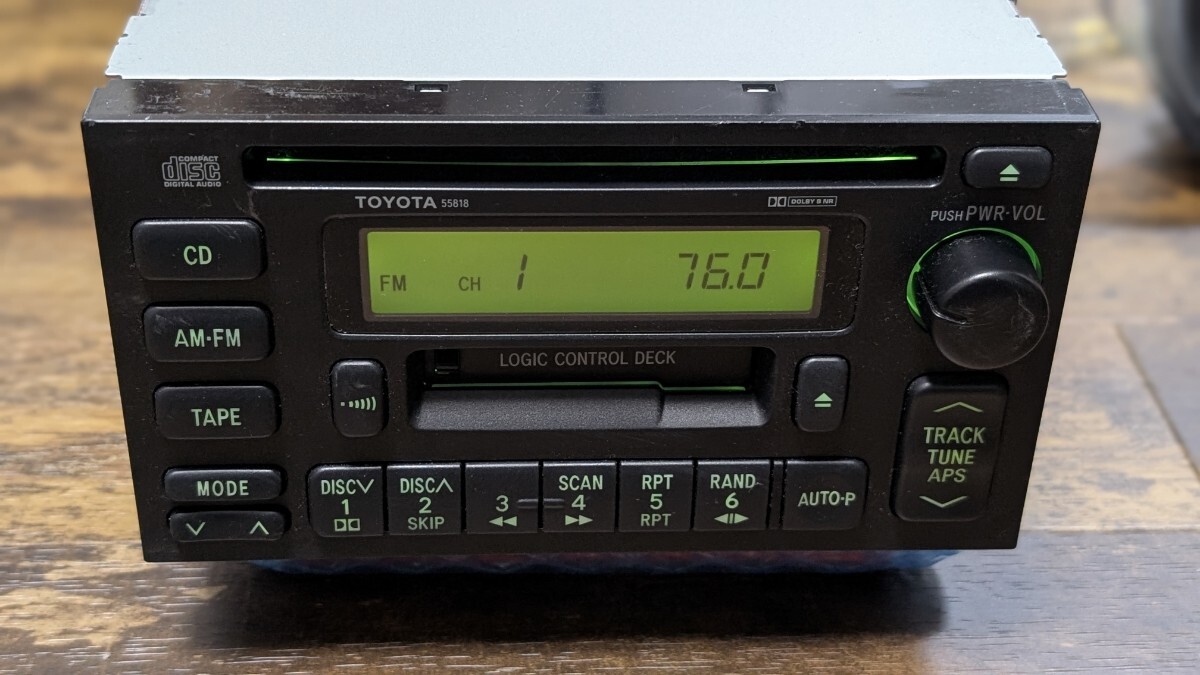 COMPACT
disc
DIGITAL AUDIO
TOYOTA 55818
DOLBY B NR
PUSH PWR·VOL
CD
FM CH 1 76.0
AM·FM
LOGIC CONTROL DECK
TAPE
TRACK
TUNE
APS
MODE
DISC∨
1
DISC∧
2
SKIP
3
SCAN
4
RPT
5
RPT
RAND
6
AUTO·P